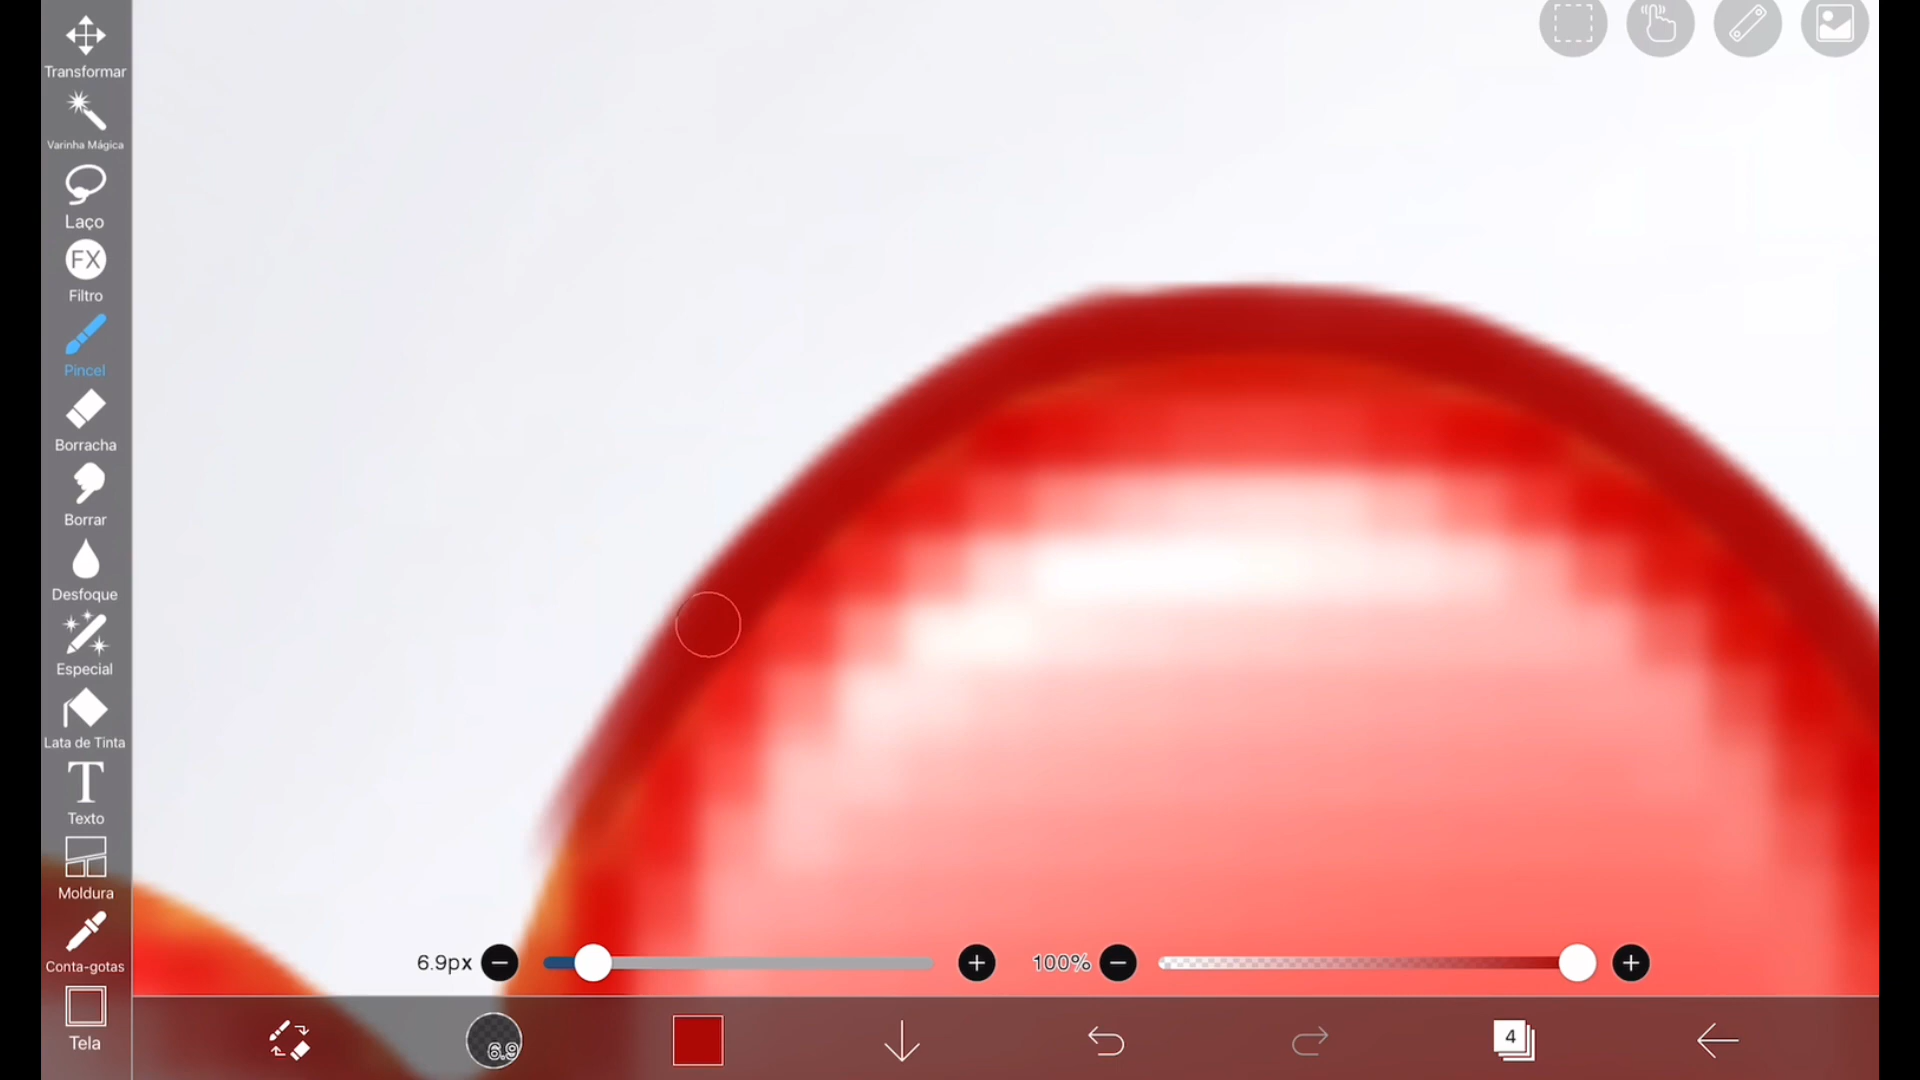 Transformar
Varinha Mágica
Laço
FX
Filtro
Pincel
Borracha
Borrar
Desfoque
Especial
Lata de Tinta
T
Texto
Moldura
Conta-gotas
Tela
6.9px
100%
6.9
4